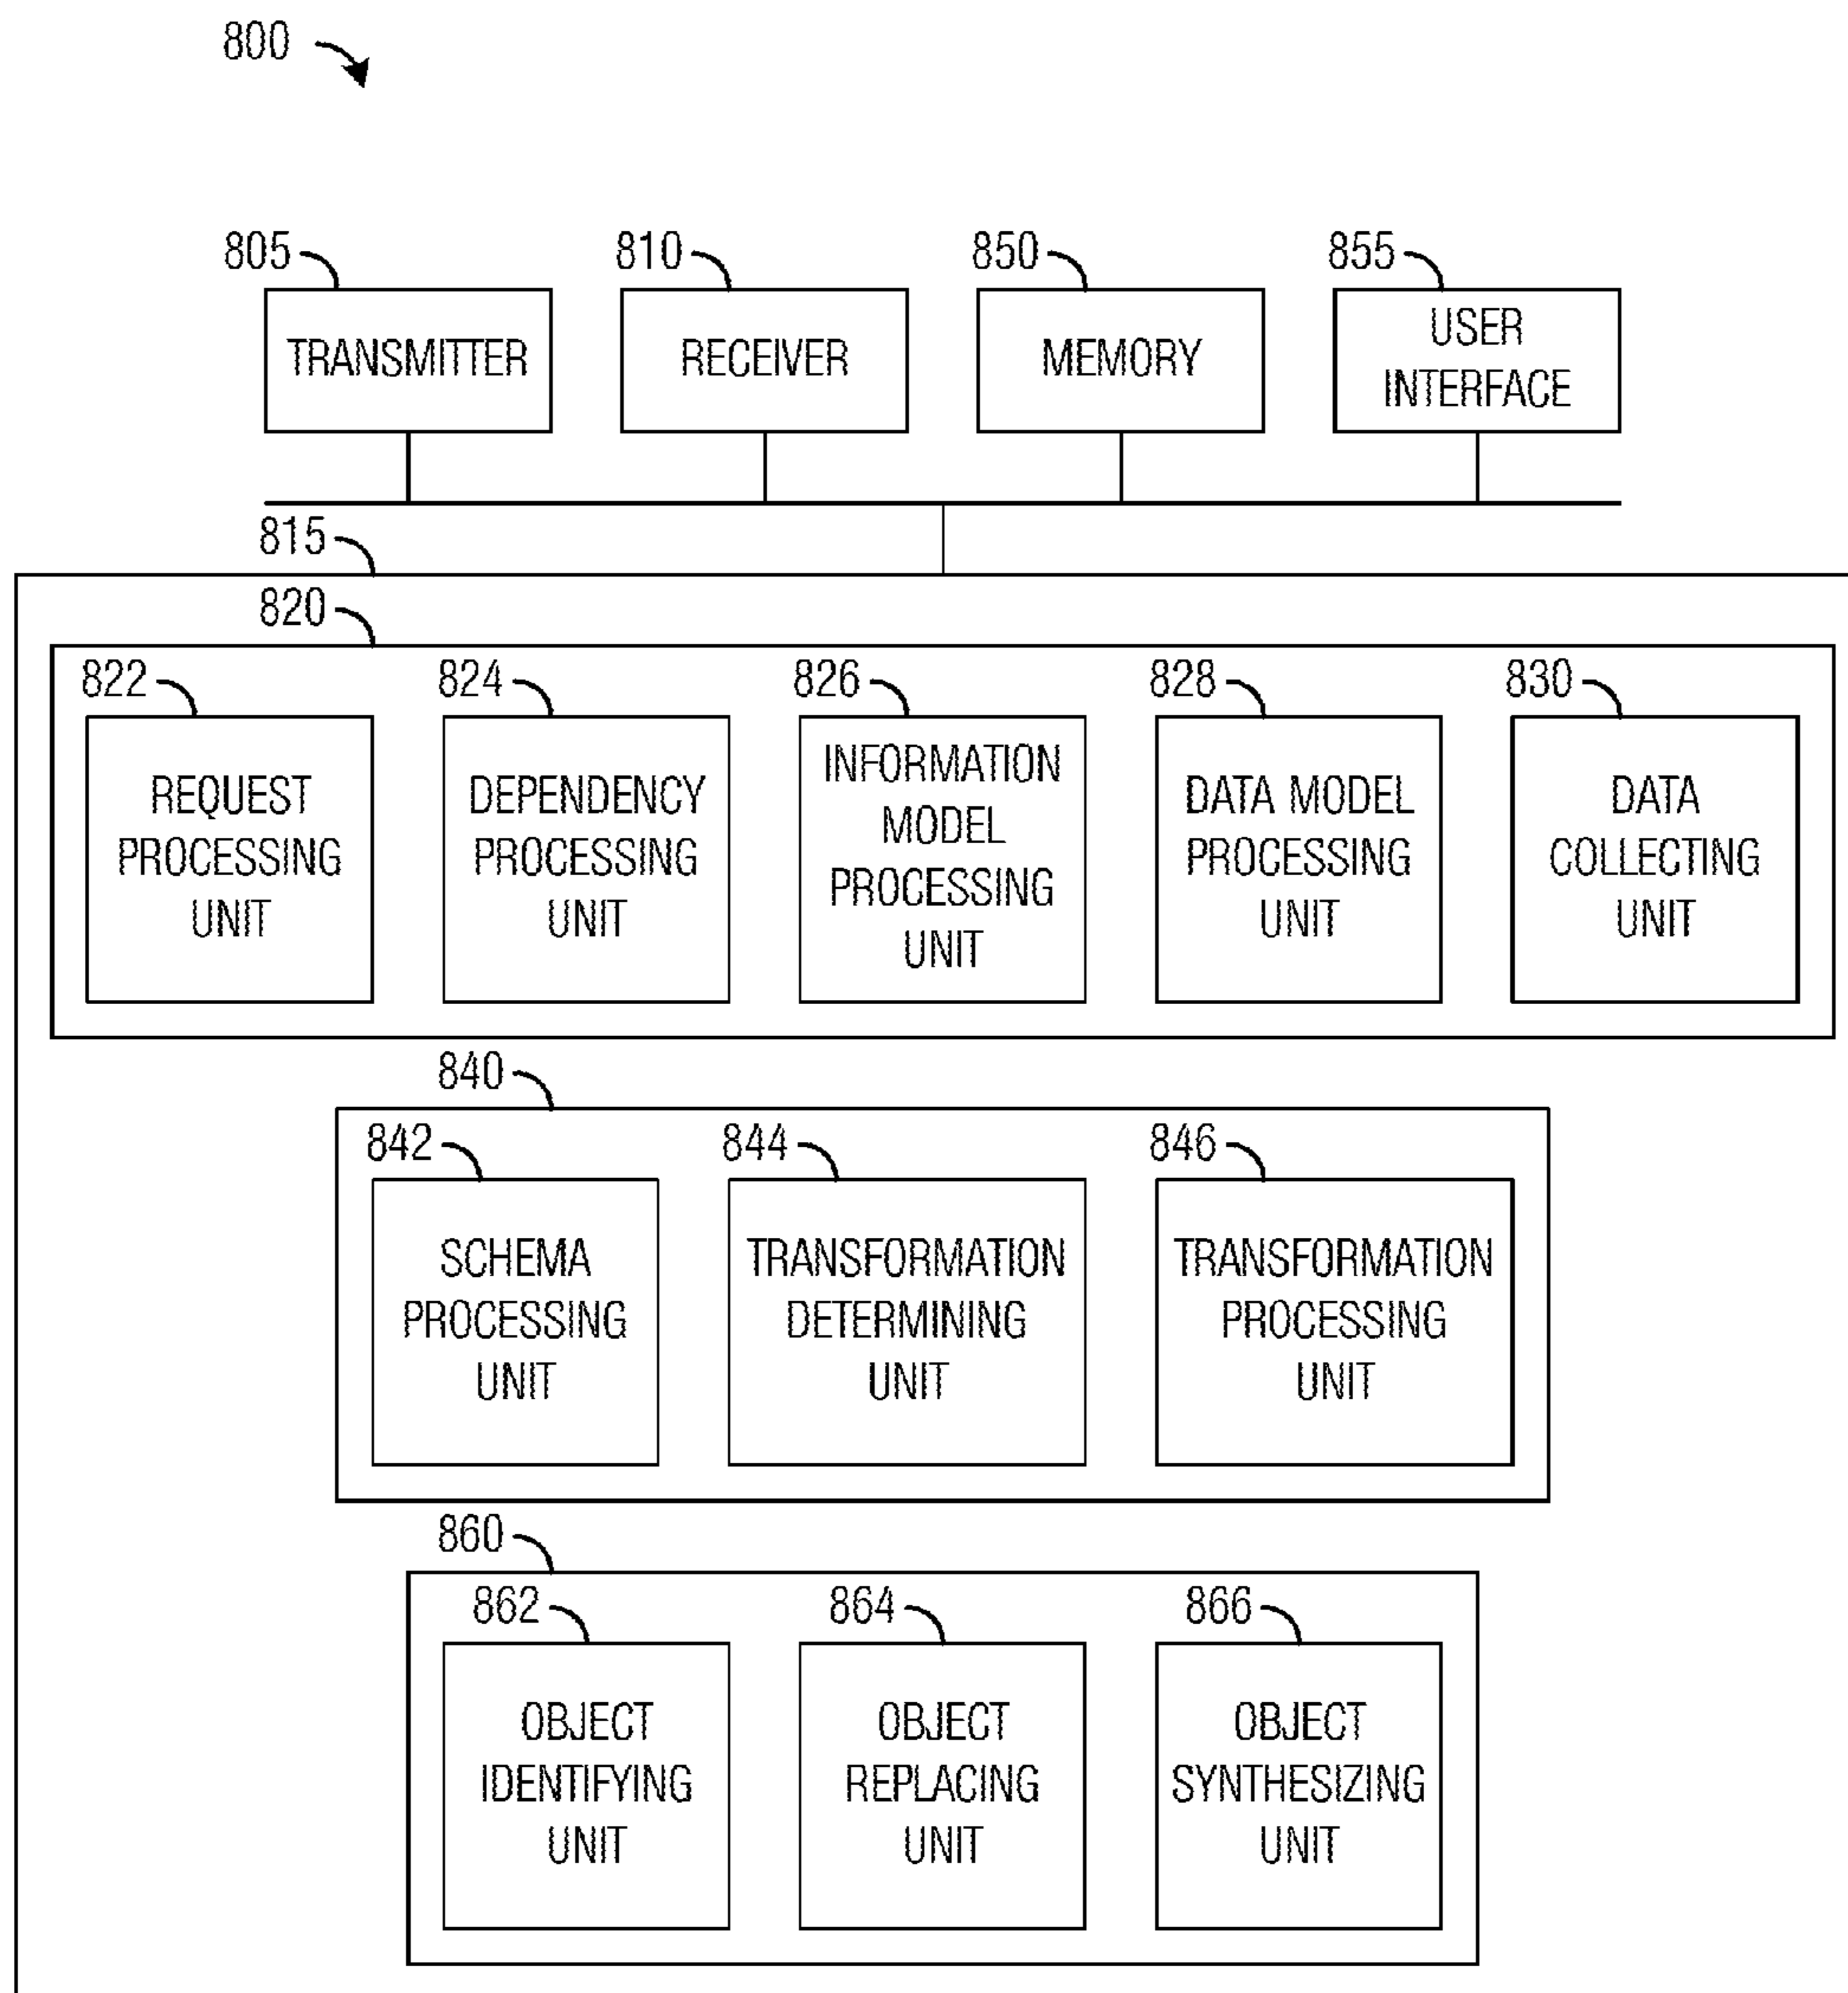 800
805
TRANSMITTER
810
RECEIVER
850
MEMORY
855
USER
INTERFACE
815
820
822
REQUEST
PROCESSING
UNIT
824
DEPENDENCY
PROCESSING
UNIT
826
INFORMATION
MODEL
PROCESSING
UNIT
828
DATA MODEL
PROCESSING
UNIT
830
DATA
COLLECTING
UNIT
840
842
SCHEMA
PROCESSING
UNIT
844
TRANSFORMATION
DETERMINING
UNIT
846
TRANSFORMATION
PROCESSING
UNIT
860
862
OBJECT
IDENTIFYING
UNIT
864
OBJECT
REPLACING
UNIT
866
OBJECT
SYNTHESIZING
UNIT